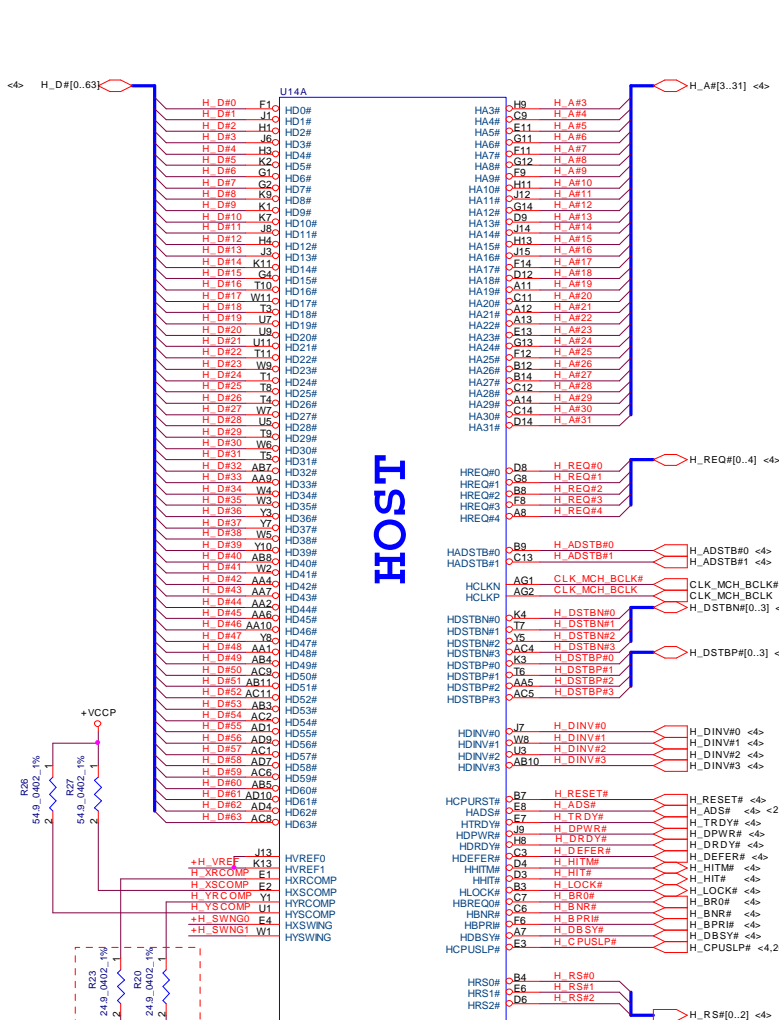 <4> H_D#[0..63]
U14A
H_A#[3..31] <4>
H_D#0 F1 HD0#
H_D#1 J1 HD1#
H_D#2 H1 HD2#
H_D#3 J6 HD3#
H_D#4 H3 HD4#
H_D#5 K2 HD5#
H_D#6 G1 HD6#
H_D#7 G2 HD7#
H_D#8 K9 HD8#
H_D#9 K1 HD9#
H_D#10 K7 HD10#
H_D#11 J8 HD11#
H_D#12 H4 HD12#
H_D#13 J3 HD13#
H_D#14 K11 HD14#
H_D#15 G4 HD15#
H_D#16 T10 HD16#
H_D#17 W11 HD17#
H_D#18 T3 HD18#
H_D#19 U7 HD19#
H_D#20 U9 HD20#
H_D#21 U11 HD21#
H_D#22 T11 HD22#
H_D#23 W9 HD23#
H_D#24 T1 HD24#
H_D#25 T8 HD25#
H_D#26 T4 HD26#
H_D#27 W7 HD27#
H_D#28 U5 HD28#
H_D#29 T9 HD29#
H_D#30 W6 HD30#
H_D#31 T5 HD31#
H_D#32 AB7 HD32#
H_D#33 AA9 HD33#
H_D#34 W4 HD34#
H_D#35 W3 HD35#
H_D#36 Y3 HD36#
H_D#37 Y7 HD37#
H_D#38 W5 HD38#
H_D#39 Y10 HD39#
H_D#40 AB8 HD40#
H_D#41 W2 HD41#
H_D#42 AA4 HD42#
H_D#43 AA7 HD43#
H_D#44 AA2 HD44#
H_D#45 AA6 HD45#
H_D#46 AA10 HD46#
H_D#47 Y8 HD47#
H_D#48 AA1 HD48#
H_D#49 AB4 HD49#
H_D#50 AC9 HD50#
H_D#51 AB11 HD51#
H_D#52 AC11 HD52#
H_D#53 AB3 HD53#
H_D#54 AC2 HD54#
H_D#55 AD1 HD55#
H_D#56 AD9 HD56#
H_D#57 AC1 HD57#
H_D#58 AD7 HD58#
H_D#59 AC6 HD59#
H_D#60 AB5 HD60#
H_D#61 AD10 HD61#
H_D#62 AD4 HD62#
H_D#63 AC8 HD63#
J13 HVREF0
+H_VREF K13 HVREF1
H_XRCOMP E1 HXRCOMP
H_XSCOMP E2 HXSCOMP
H_YRCOMP Y1 HYRCOMP
H_YSCOMP U1 HYSCOMP
+H_SWNG0 E4 HXSWING
+H_SWNG1 W1 HYSWING
+VCCP
R26
54.9_0402_1%
1
2
R27
54.9_0402_1%
1
2
R23
24.9_0402_1%
1
2
R20
24.9_0402_1%
1
2
HOST
HA3# H9 H_A#3
HA4# C9 H_A#4
HA5# E11 H_A#5
HA6# G11 H_A#6
HA7# F11 H_A#7
HA8# G12 H_A#8
HA9# F9 H_A#9
HA10# H11 H_A#10
HA11# J12 H_A#11
HA12# G14 H_A#12
HA13# D9 H_A#13
HA14# J14 H_A#14
HA15# H13 H_A#15
HA16# J15 H_A#16
HA17# F14 H_A#17
HA18# D12 H_A#18
HA19# A11 H_A#19
HA20# C11 H_A#20
HA21# A12 H_A#21
HA22# A13 H_A#22
HA23# E13 H_A#23
HA24# G13 H_A#24
HA25# F12 H_A#25
HA26# B12 H_A#26
HA27# B14 H_A#27
HA28# C12 H_A#28
HA29# A14 H_A#29
HA30# C14 H_A#30
HA31# D14 H_A#31
HREQ#0 D8 H_REQ#0 H_REQ#[0..4] <4>
HREQ#1 G8 H_REQ#1
HREQ#2 B8 H_REQ#2
HREQ#3 F8 H_REQ#3
HREQ#4 A8 H_REQ#4
HADSTB#0 B9 H_ADSTB#0 H_ADSTB#0 <4>
HADSTB#1 C13 H_ADSTB#1 H_ADSTB#1 <4>
HCLKN AG1 CLK_MCH_BCLK# CLK_MCH_BCLK#
HCLKP AG2 CLK_MCH_BCLK CLK_MCH_BCLK
H_DSTBN#[0..3] <
HDSTBN#0 K4 H_DSTBN#0
HDSTBN#1 T7 H_DSTBN#1
HDSTBN#2 Y5 H_DSTBN#2
HDSTBN#3 AC4 H_DSTBN#3
H_DSTBP#[0..3] <
HDSTBP#0 K3 H_DSTBP#0
HDSTBP#1 T6 H_DSTBP#1
HDSTBP#2 AA5 H_DSTBP#2
HDSTBP#3 AC5 H_DSTBP#3
HDINV#0 J7 H_DINV#0 H_DINV#0 <4>
HDINV#1 W8 H_DINV#1 H_DINV#1 <4>
HDINV#2 U3 H_DINV#2 H_DINV#2 <4>
HDINV#3 AB10 H_DINV#3 H_DINV#3 <4>
HCPURST# B7 H_RESET# H_RESET# <4>
HADS# E8 H_ADS# H_ADS# <4> <2
HTRDY# E7 H_TRDY# H_TRDY# <4>
HDPWR# J9 H_DPWR# H_DPWR# <4>
HDRDY# H8 H_DRDY# H_DRDY# <4>
HDEFER# C3 H_DEFER# H_DEFER# <4>
HHITM# D4 H_HITM# H_HITM# <4>
HHIT# D3 H_HIT# H_HIT# <4>
HLOCK# B3 H_LOCK# H_LOCK# <4>
HBREQ0# C7 H_BR0# H_BR0# <4>
HBNR# C6 H_BNR# H_BNR# <4>
HBPRI# F6 H_BPRI# H_BPRI# <4>
HDBSY# A7 H_DBSY# H_DBSY# <4>
HCPUSLP# E3 H_CPUSLP# H_CPUSLP# <4,2
HRS0# B4 H_RS#0
HRS1# E6 H_RS#1
HRS2# D6 H_RS#2
H_RS#[0..2] <4>